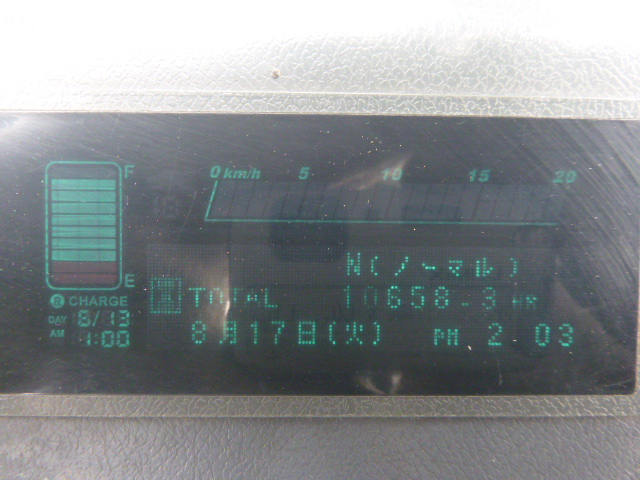 F
0 km/h 5 10 15 20
N(ノーマル)
E
CHARGE
TOTAL 10658.3 HR
DAY 8/13
8月17日(火) PM 2 03
AM 1:00